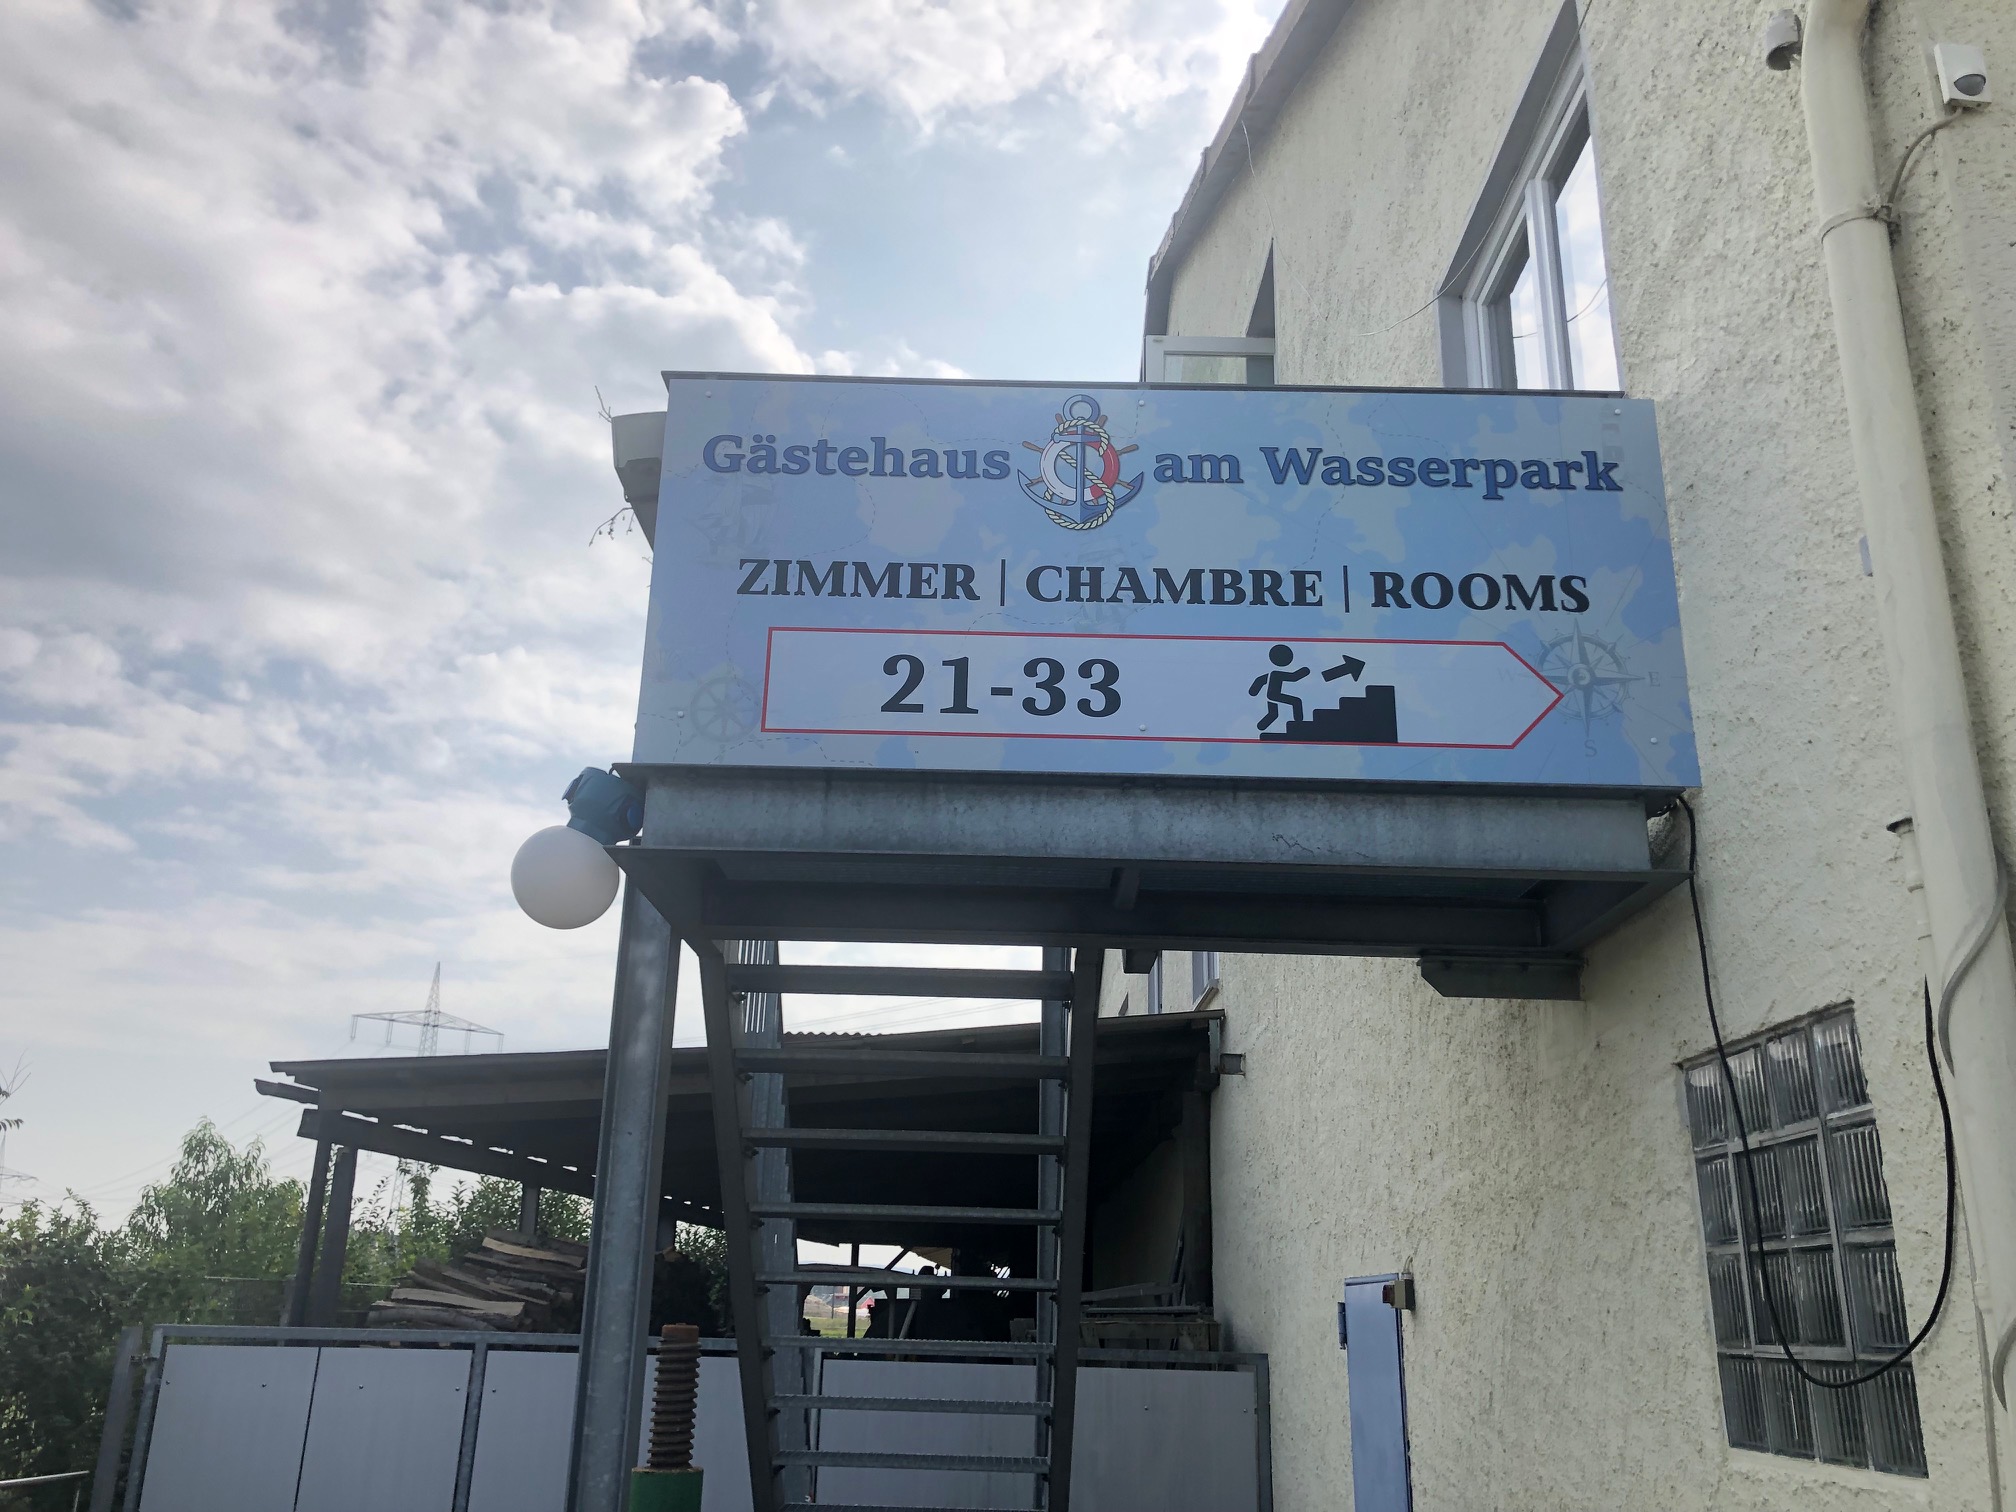 Gästehaus am Wasserpark
ZIMMER | CHAMBRE | ROOMS
21-33
E
S